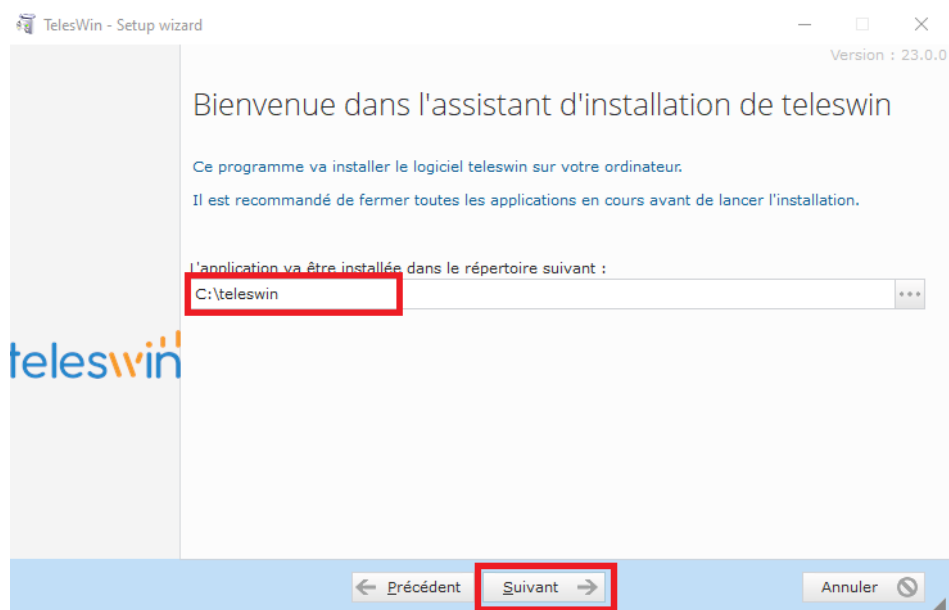 TelesWin - Setup wizard
Version : 23.0.0
Bienvenue dans l'assistant d'installation de teleswin
Ce programme va installer le logiciel teleswin sur votre ordinateur.
Il est recommandé de fermer toutes les applications en cours avant de lancer l'installation.
L'application va être installée dans le répertoire suivant :
C:\teleswin
teleswin
Précédent
Suivant
Annuler